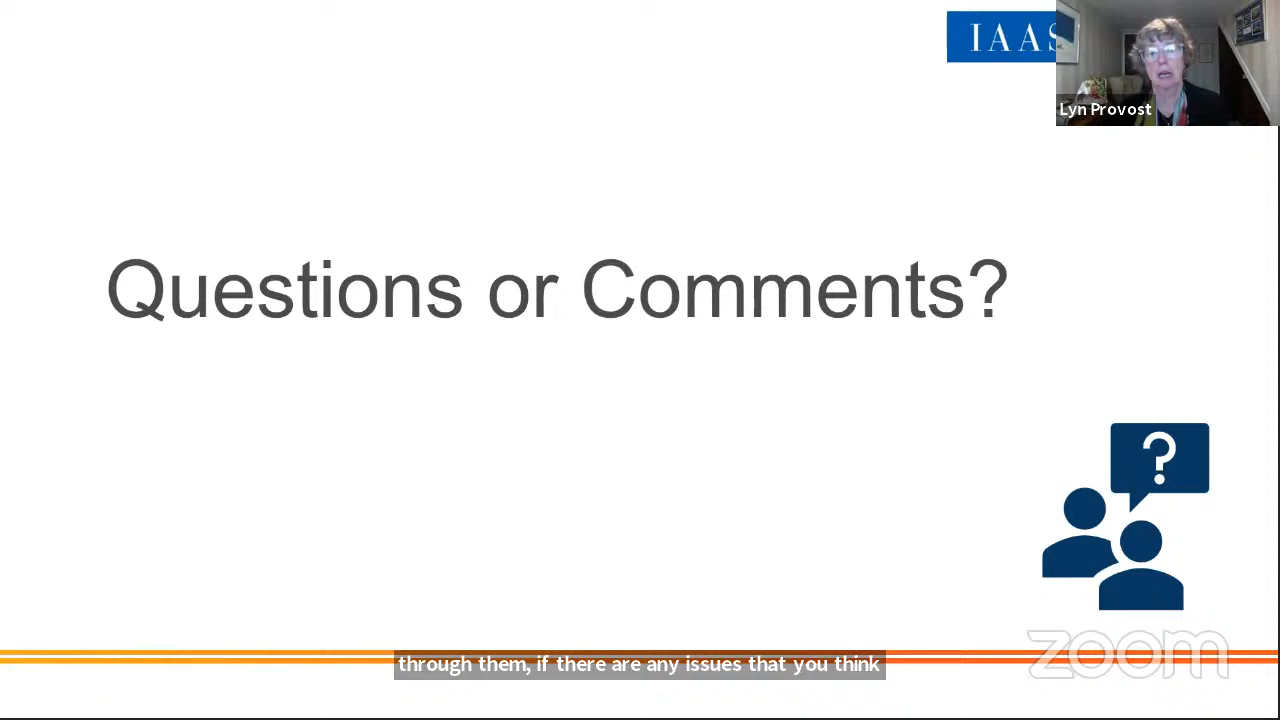 IAAS
Lyn Provost
Questions or Comments?
?
zoom
through them, if there are any issues that you think